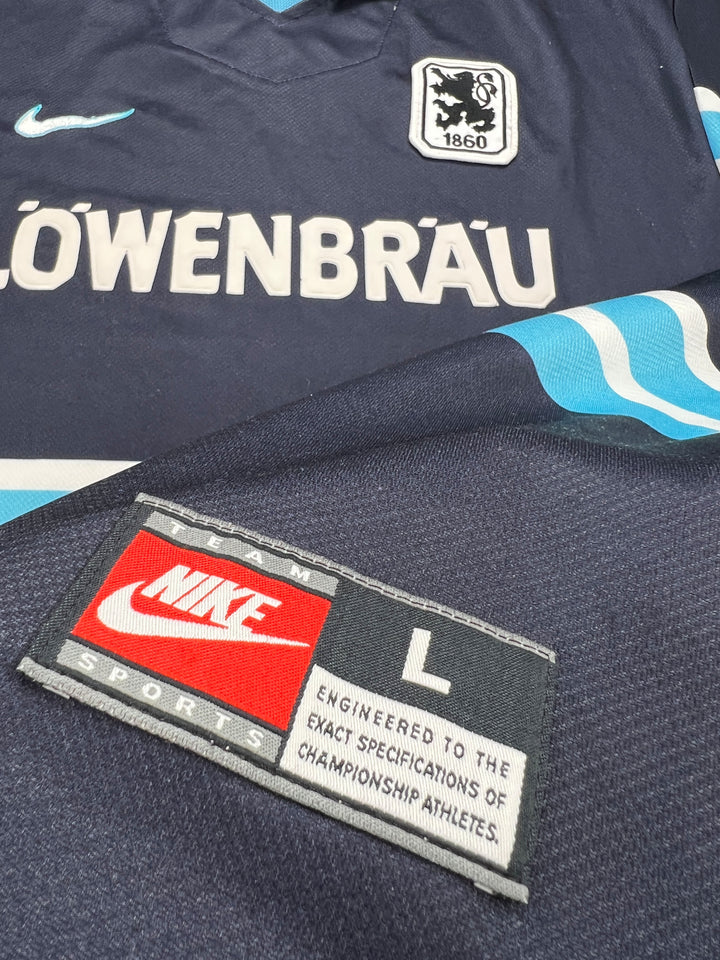 1860
LÖWENBRÄU
TEAM
NIKE
SPORTS
L
ENGINEERED TO THE
EXACT SPECIFICATIONS OF
CHAMPIONSHIP ATHLETES.